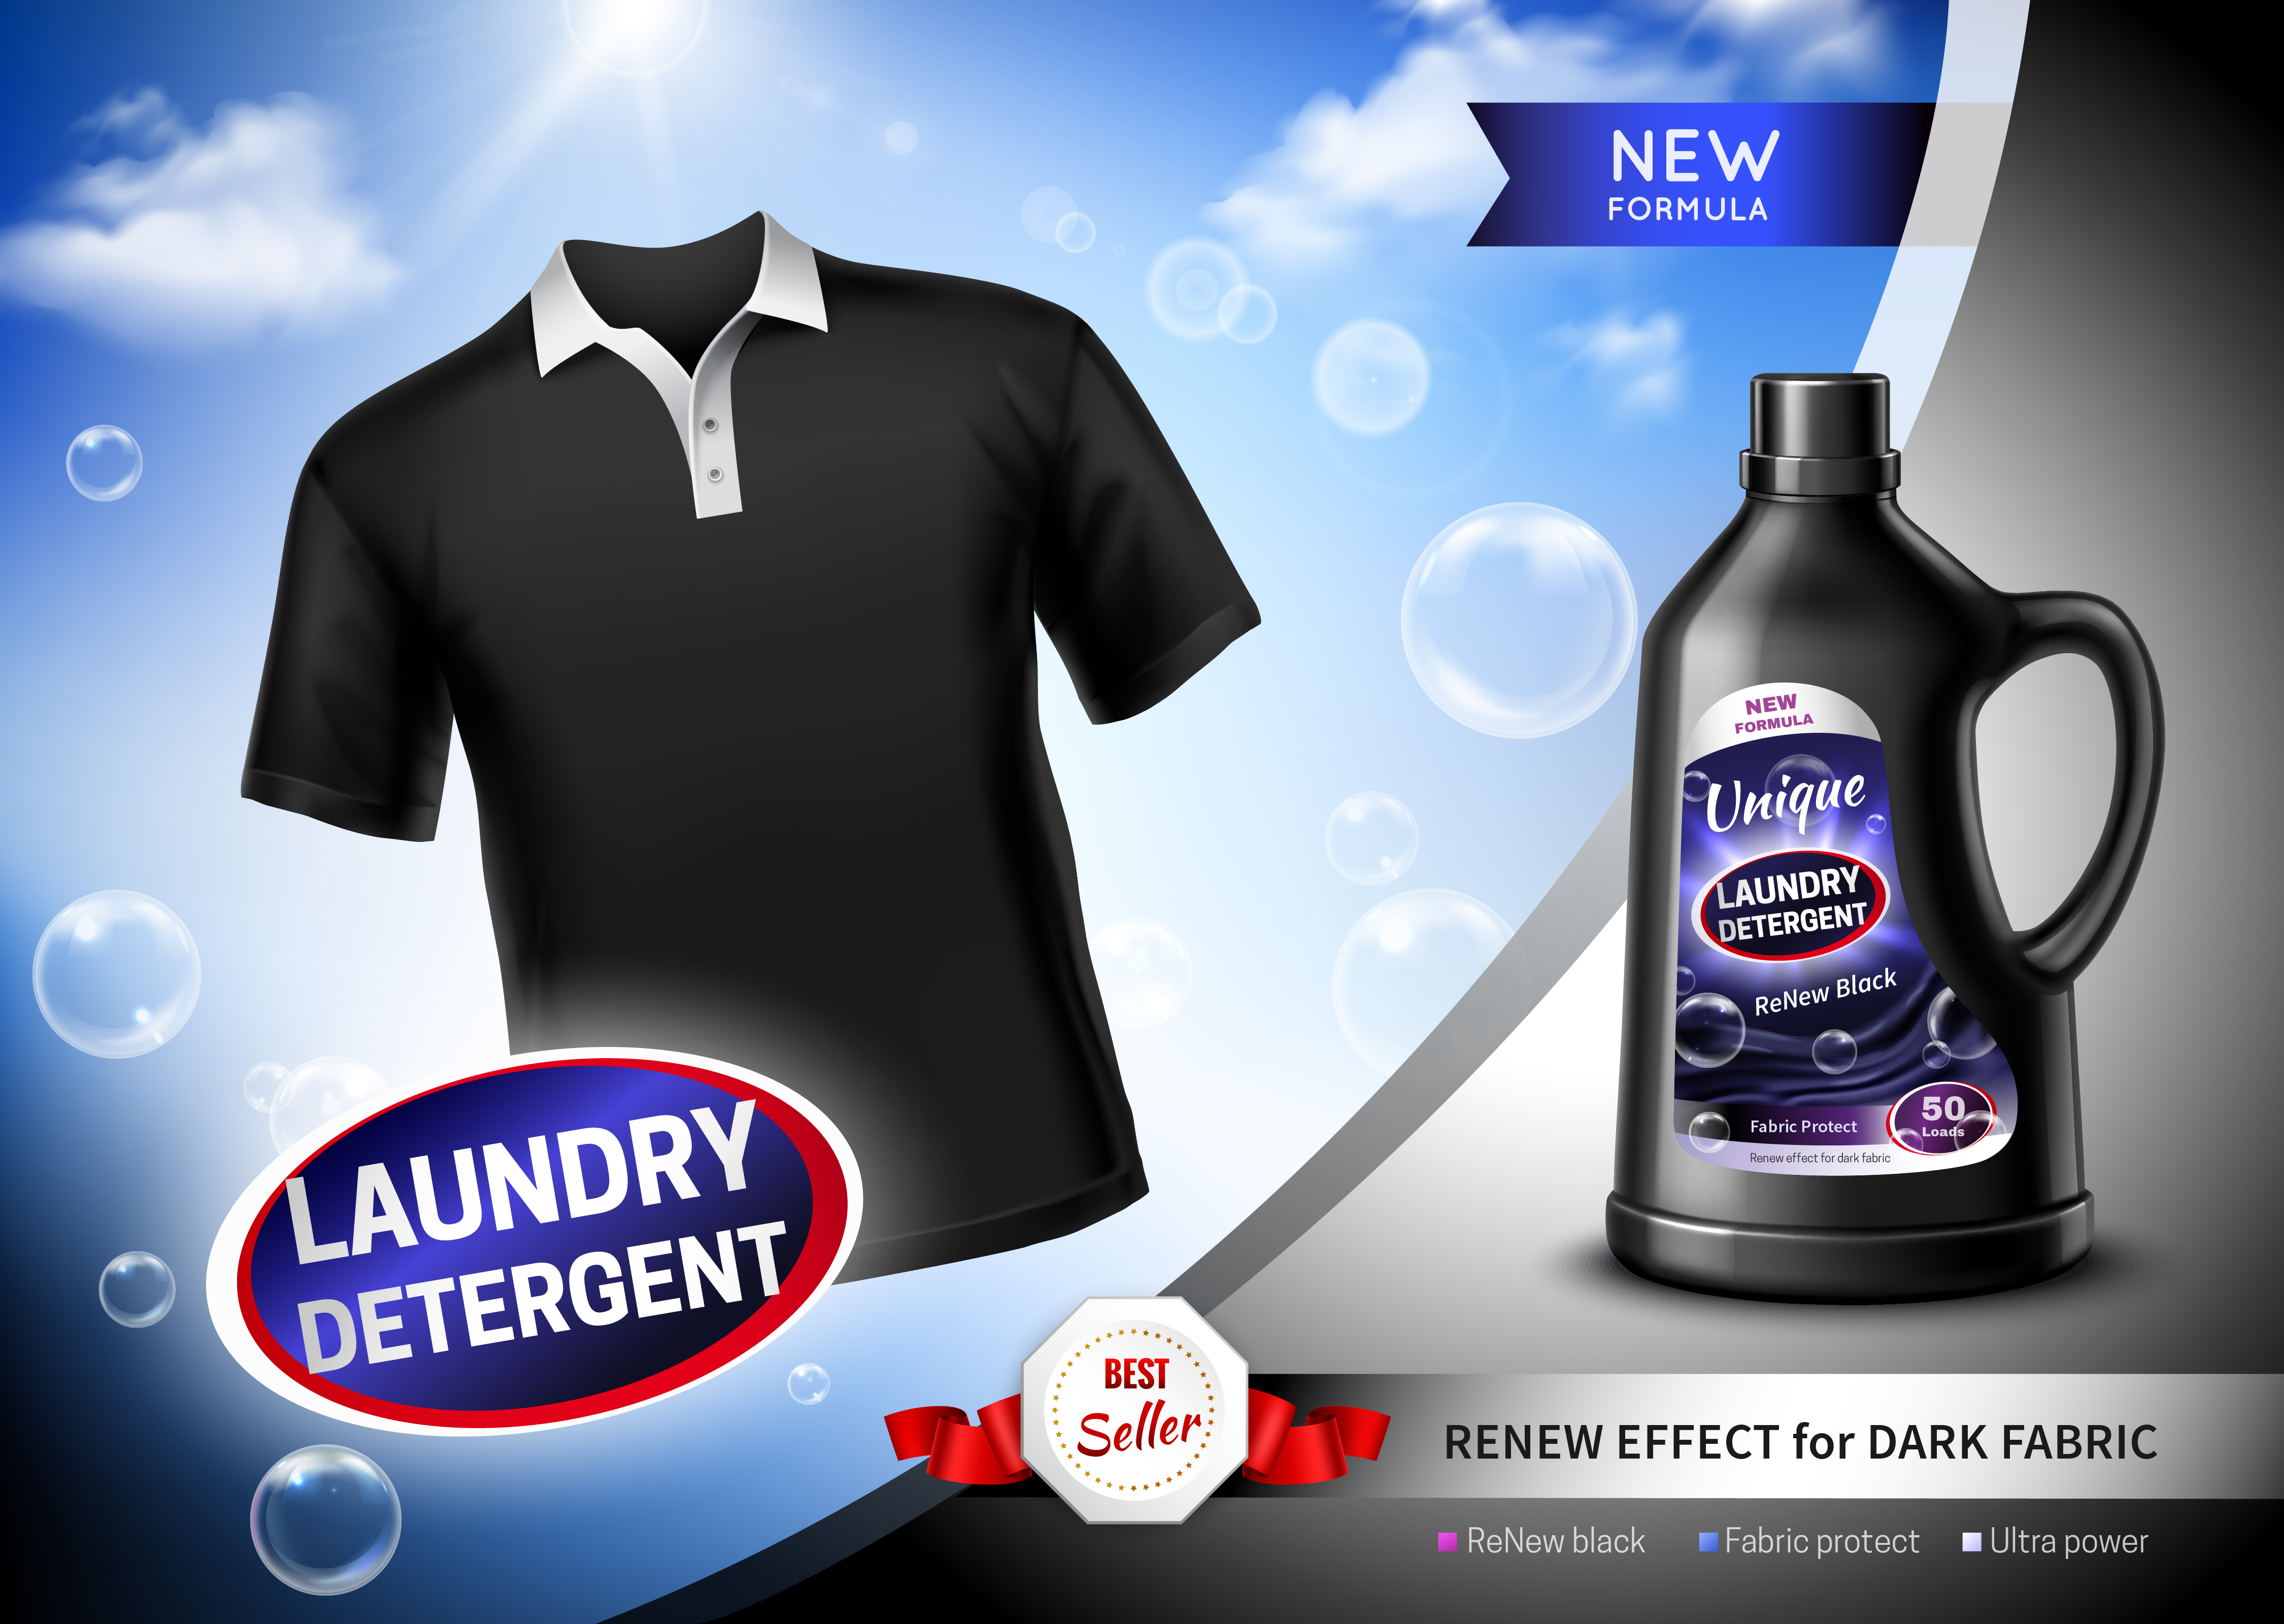 NEW
FORMULA
NEW
FORMULA
Unique
LAUNDRY
DETERGENT
ReNew Black
50
Loads
Fabric Protect
Renew effect for dark fabric
LAUNDRY
DETERGENT
BEST
Seller
RENEW EFFECT for DARK FABRIC
ReNew black Fabric protect Ultra power